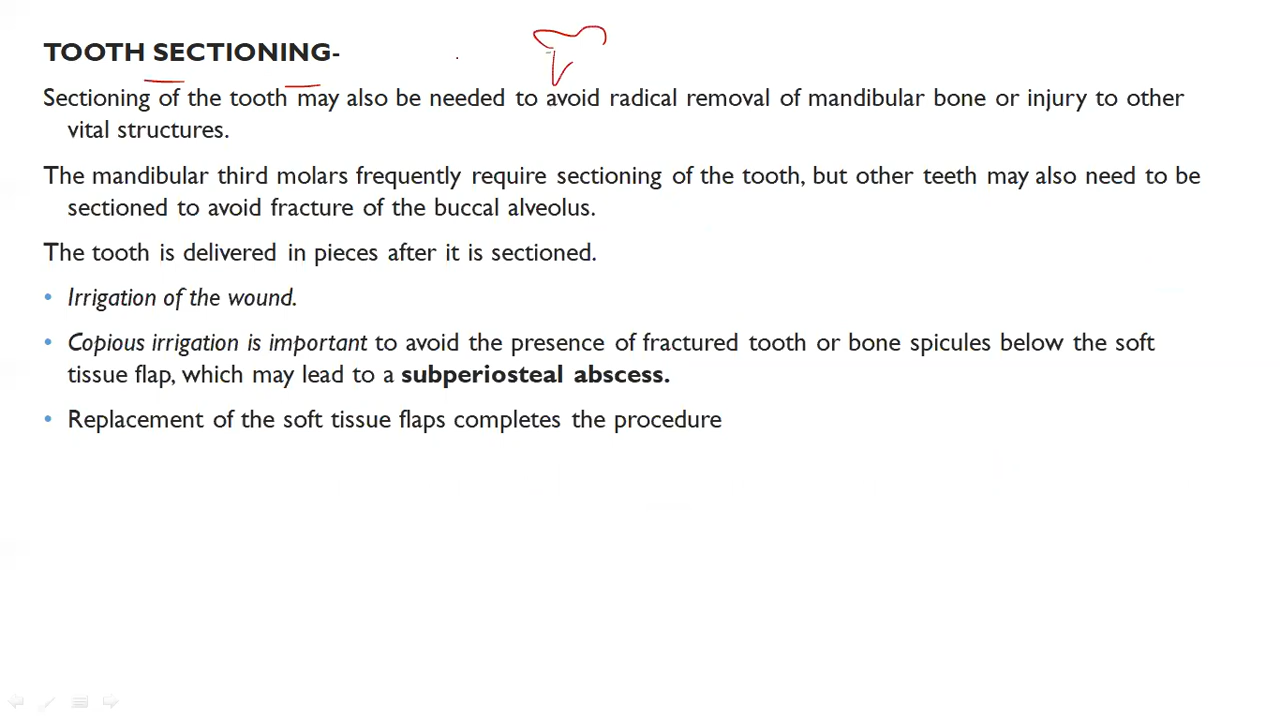 TOOTH SECTIONING-
Sectioning of the tooth may also be needed to avoid radical removal of mandibular bone or injury to other
vital structures.
The mandibular third molars frequently require sectioning of the tooth, but other teeth may also need to be
sectioned to avoid fracture of the buccal alveolus.
The tooth is delivered in pieces after it is sectioned.
• Irrigation of the wound.
• Copious irrigation is important to avoid the presence of fractured tooth or bone spicules below the soft
tissue flap, which may lead to a subperiosteal abscess.
• Replacement of the soft tissue flaps completes the procedure